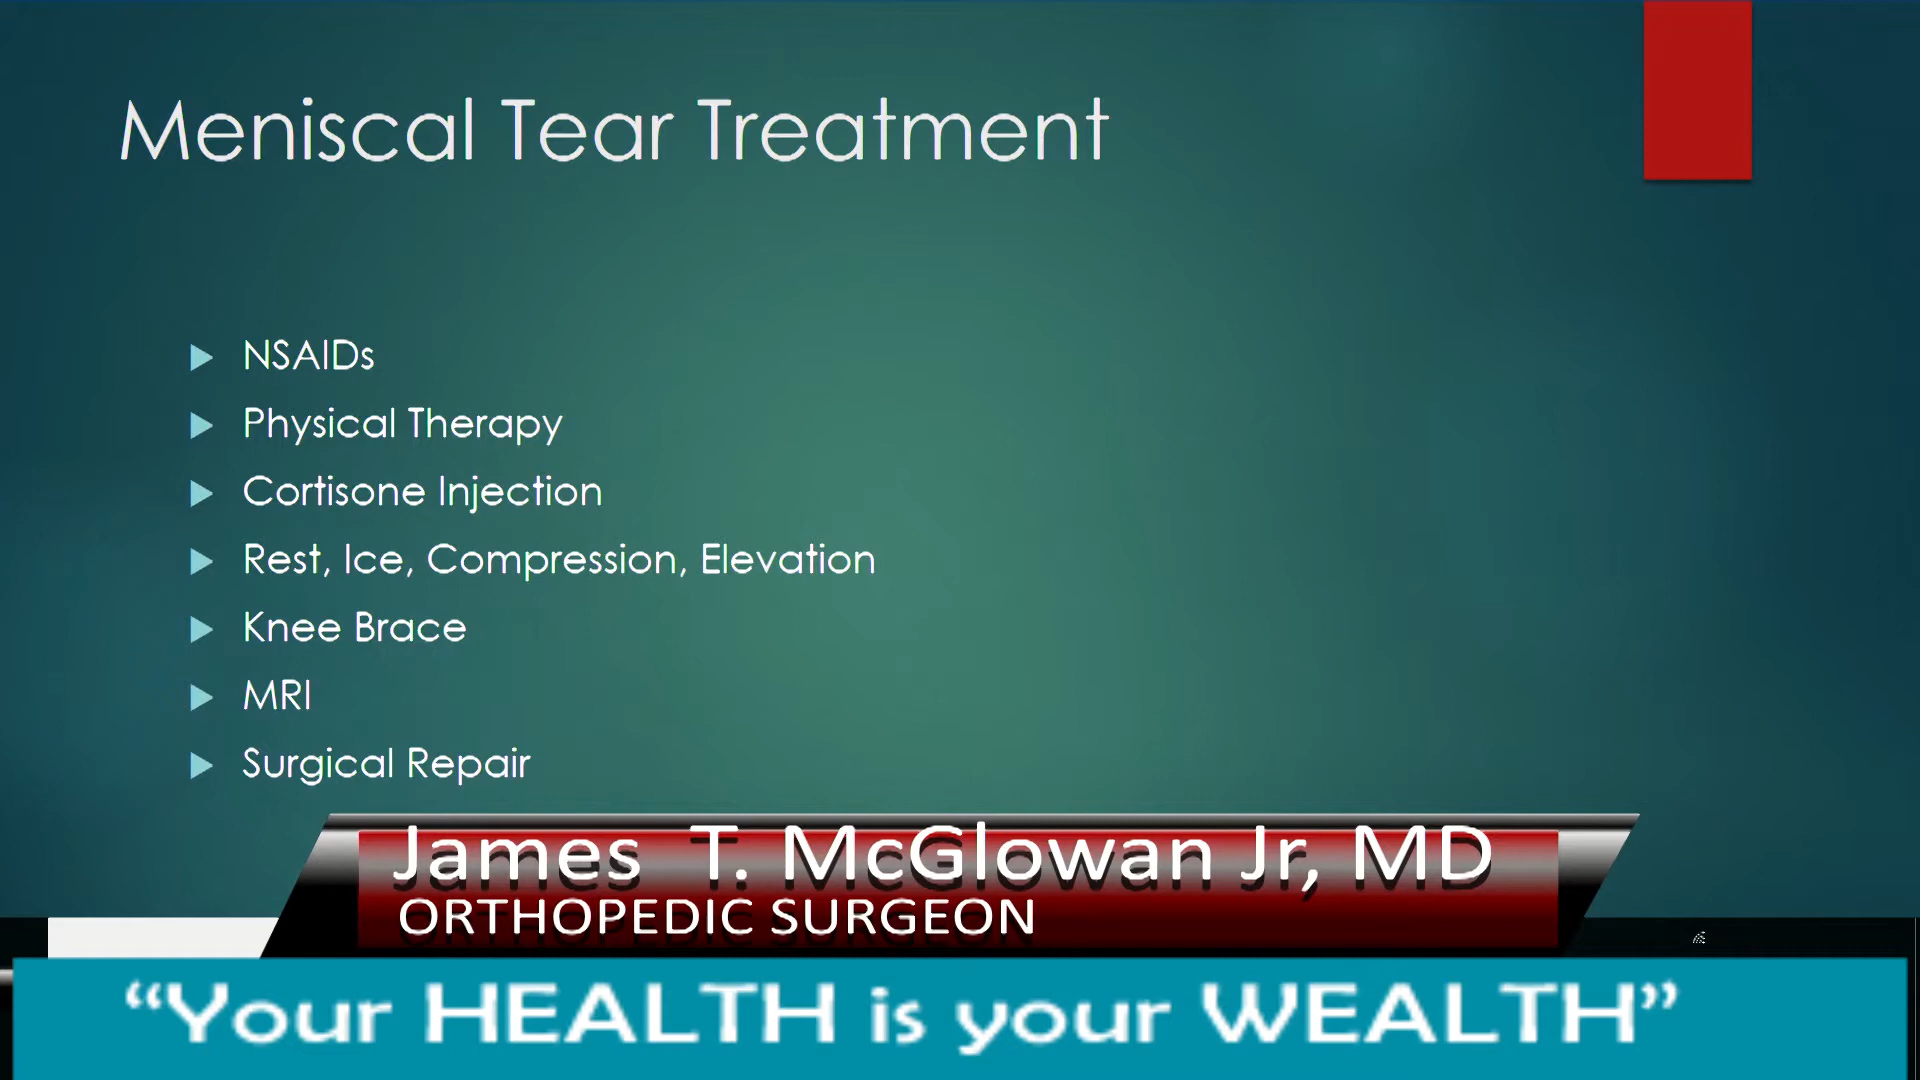 Meniscal Tear Treatment
NSAIDs
Physical Therapy
Cortisone Injection
Rest, Ice, Compression, Elevation
Knee Brace
MRI
Surgical Repair
James T. McGlowan Jr, MD
ORTHOPEDIC SURGEON
“Your HEALTH is your WEALTH”